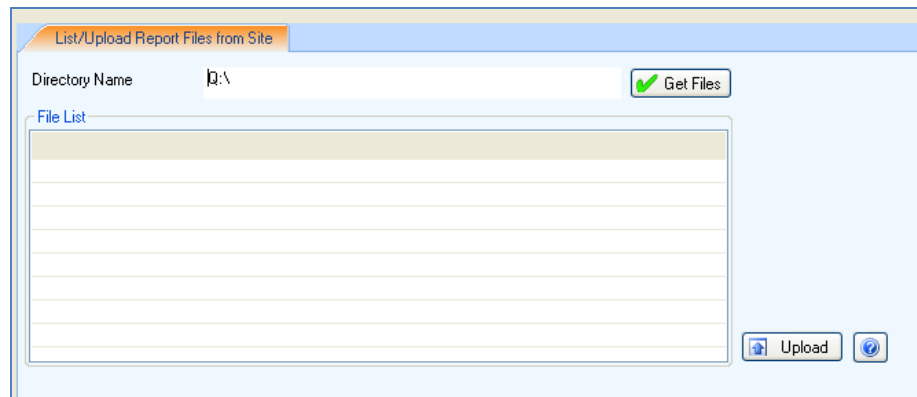 List/Upload Report Files from Site
Directory Name Q:\ Get Files
File List
Upload